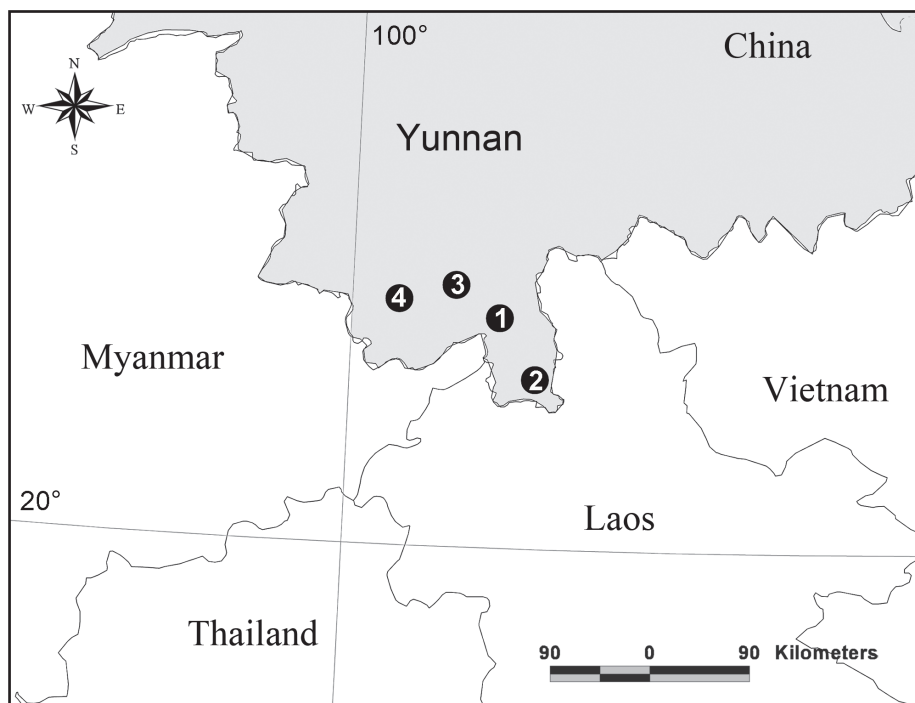 100°
China
N
W E
S
Yunnan
3
4
1
Myanmar
2
Vietnam
20°
Laos
Thailand
90 0 90 Kilometers